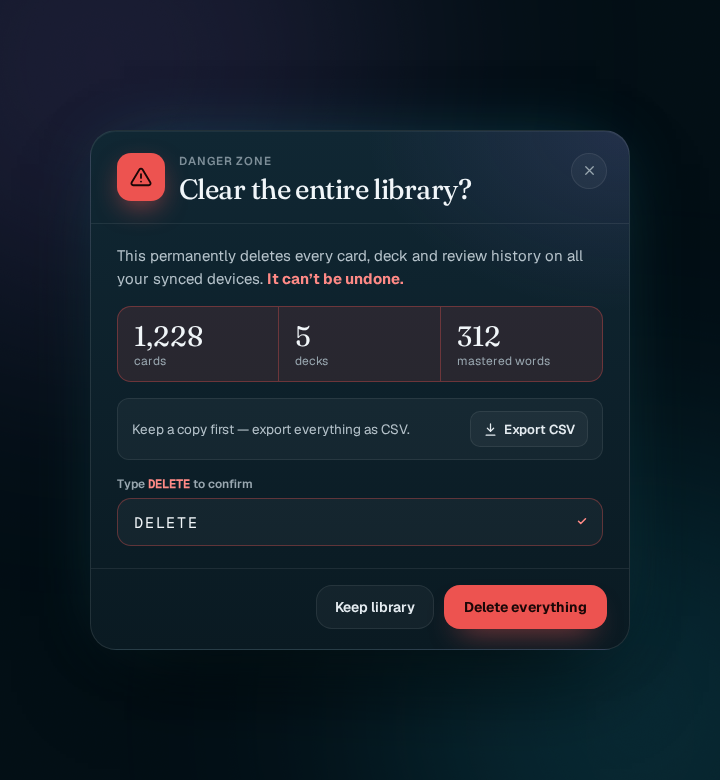 DANGER ZONE
Clear the entire library?
This permanently deletes every card, deck and review history on all
your synced devices. It can’t be undone.
1,228
cards
5
decks
312
mastered words
Keep a copy first — export everything as CSV.
Export CSV
Type DELETE to confirm
DELETE
Keep library
Delete everything